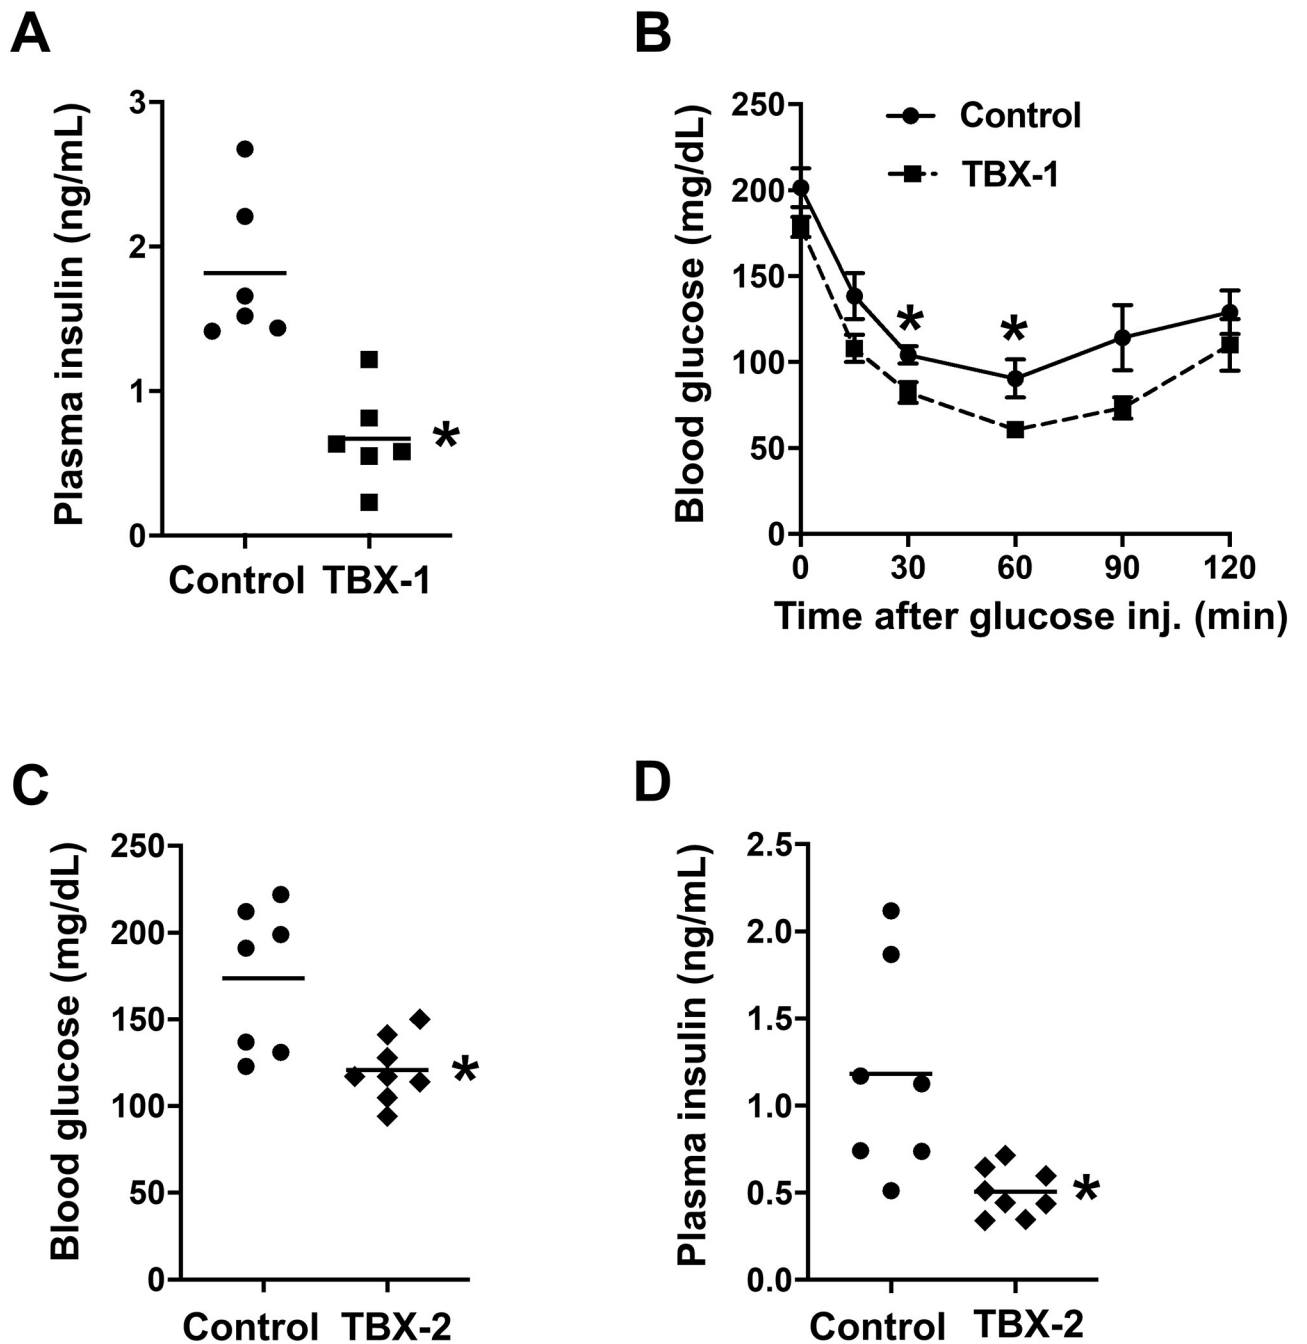 A
Plasma insulin (ng/mL)
3
2
1
0
Control TBX-1
*
B
Blood glucose (mg/dL)
250
200
150
100
50
0
Control
TBX-1
* *
0 30 60 90 120
Time after glucose inj. (min)
C
Blood glucose (mg/dL)
250
200
150
100
50
0
Control TBX-2
*
D
Plasma insulin (ng/mL)
2.5
2.0
1.5
1.0
0.5
0.0
Control TBX-2
*